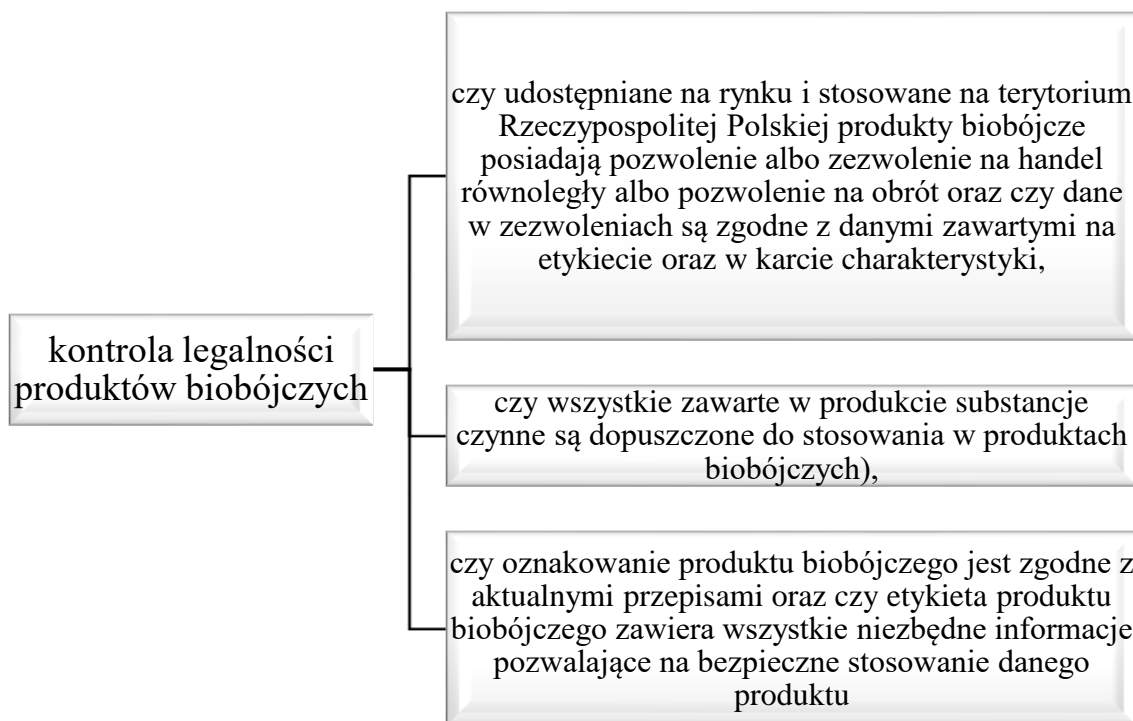 kontrola legalności
produktów biobójczych
czy udostępniane na rynku i stosowane na terytorium
Rzeczypospolitej Polskiej produkty biobójcze
posiadają pozwolenie albo zezwolenie na handel
równoległy albo pozwolenie na obrót oraz czy dane
w zezwoleniach są zgodne z danymi zawartymi na
etykiecie oraz w karcie charakterystyki,
czy wszystkie zawarte w produkcie substancje
czynne są dopuszczone do stosowania w produktach
biobójczych),
czy oznakowanie produktu biobójczego jest zgodne z
aktualnymi przepisami oraz czy etykieta produktu
biobójczego zawiera wszystkie niezbędne informacje
pozwalające na bezpieczne stosowanie danego
produktu